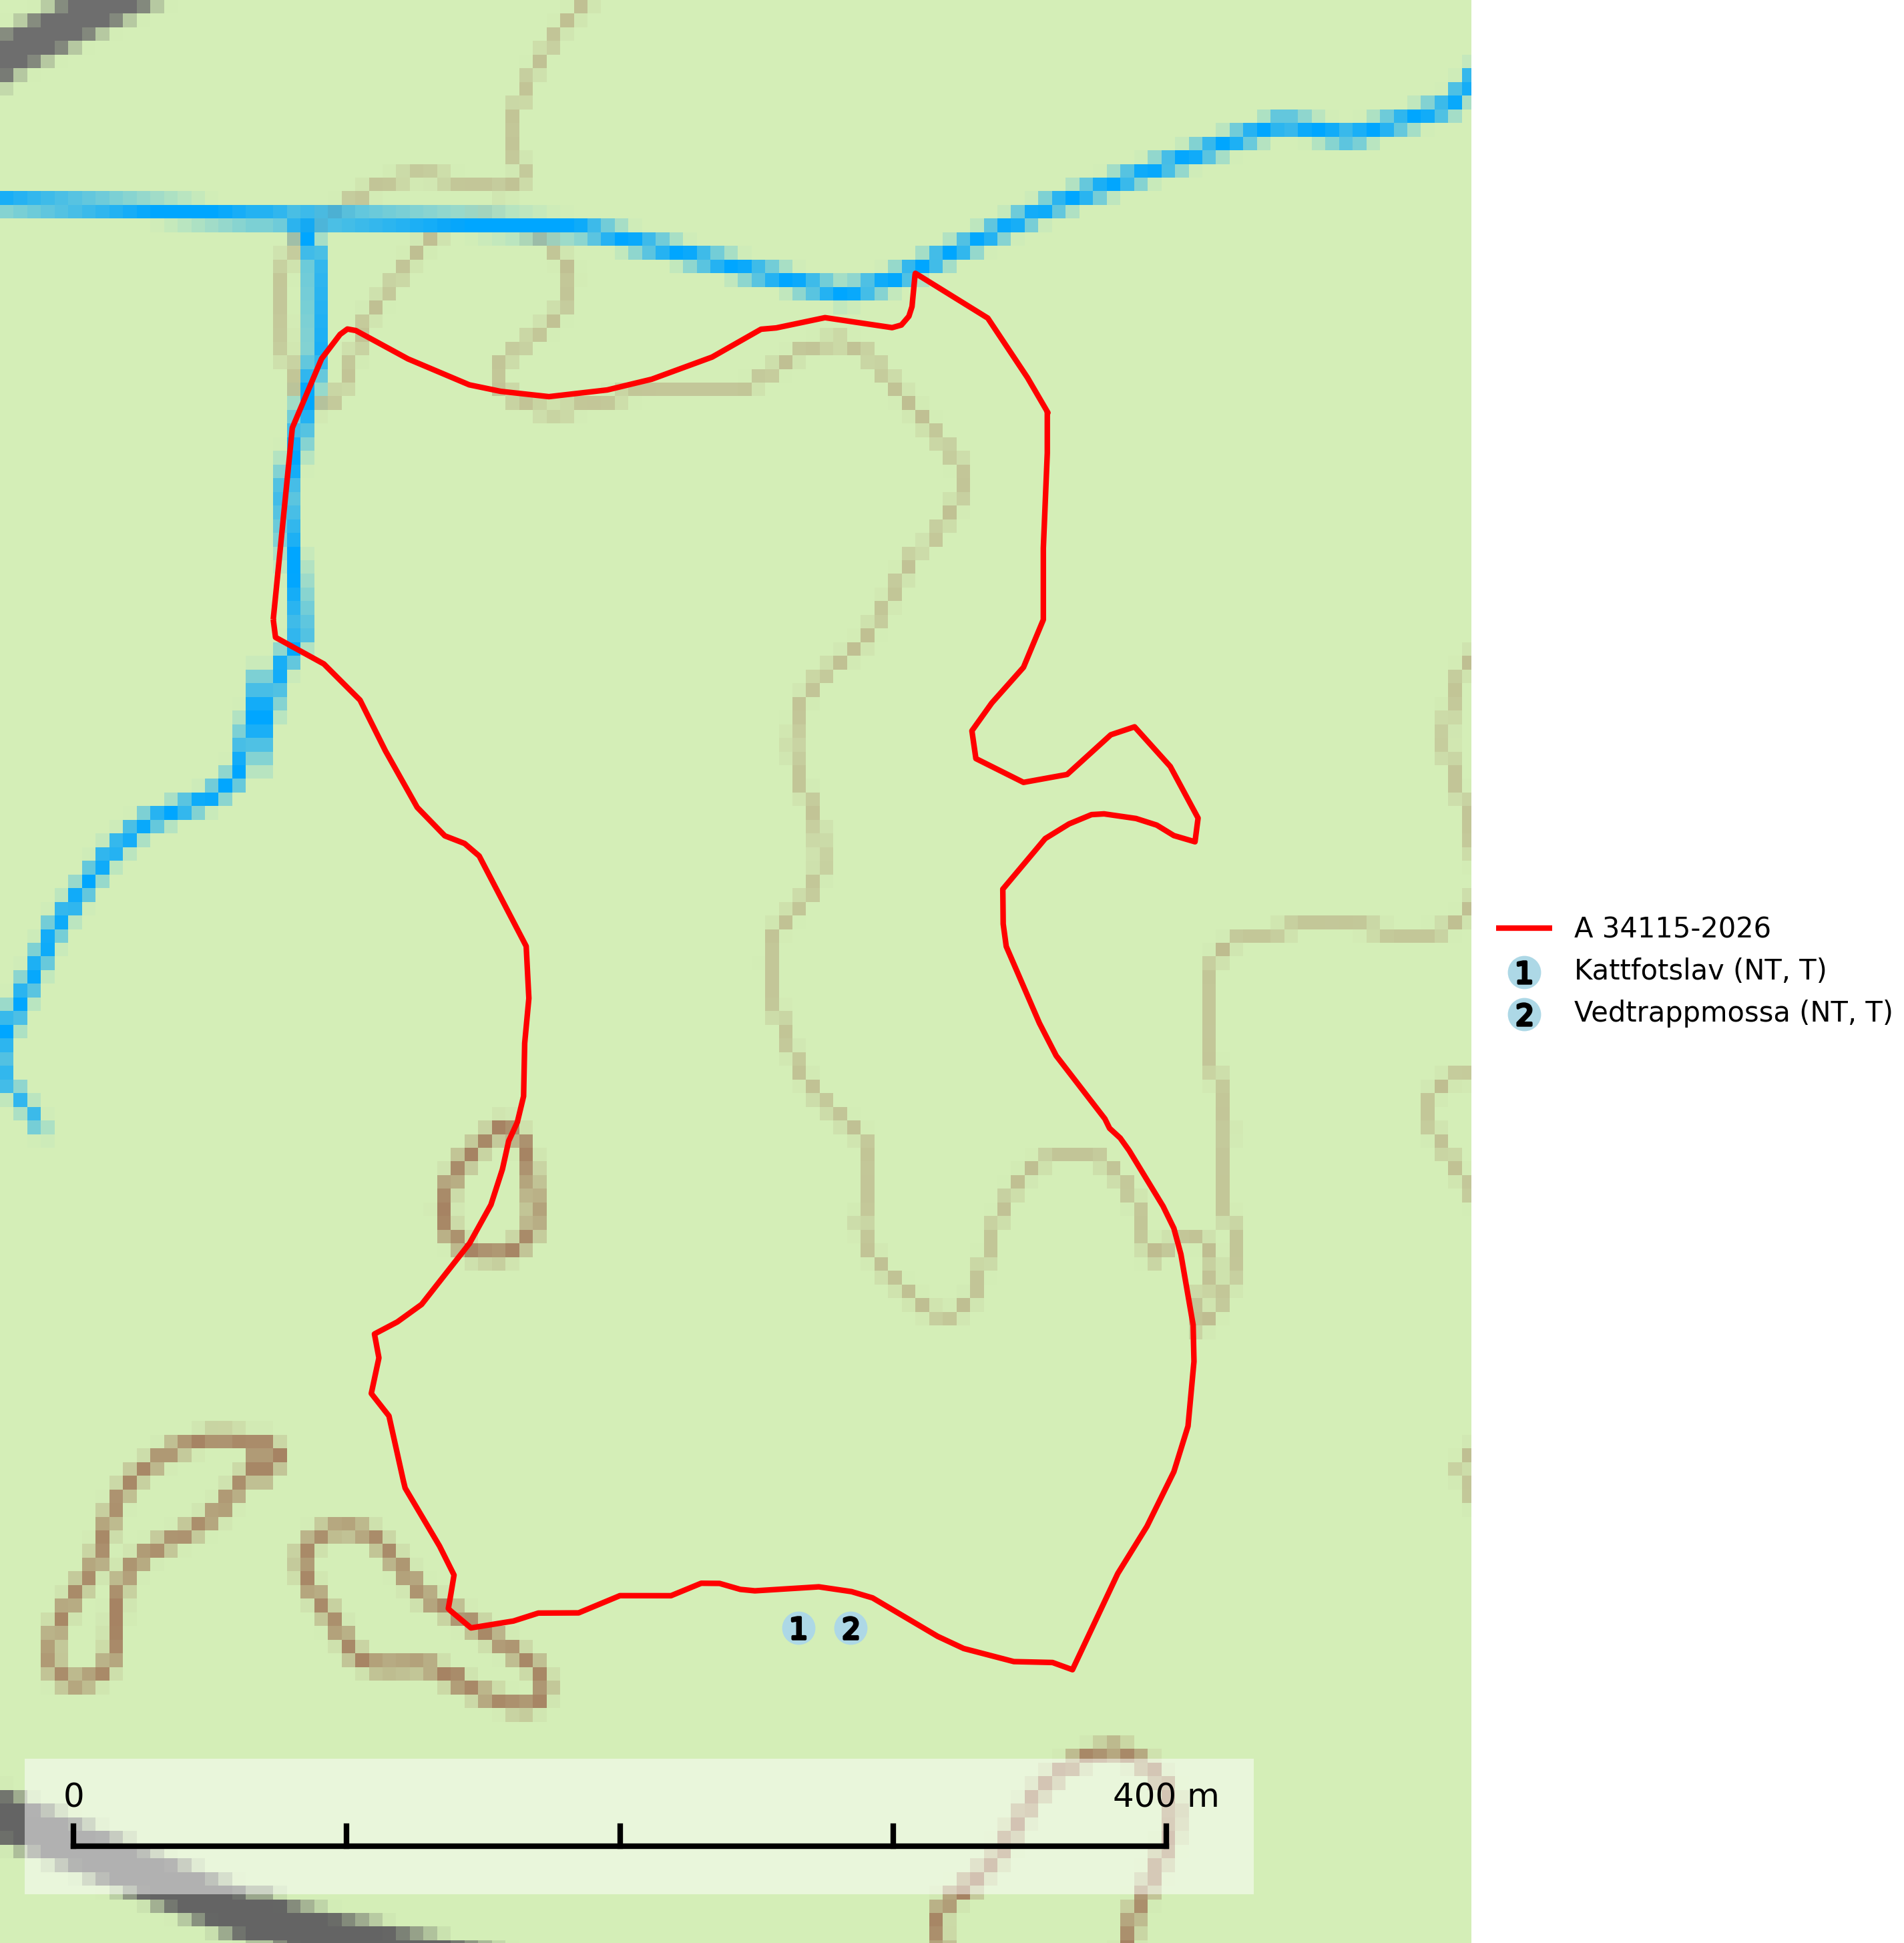 A 34115-2026
1 Kattfotslav (NT, T)
2 Vedtrappmossa (NT, T)
1 2
0 400 m